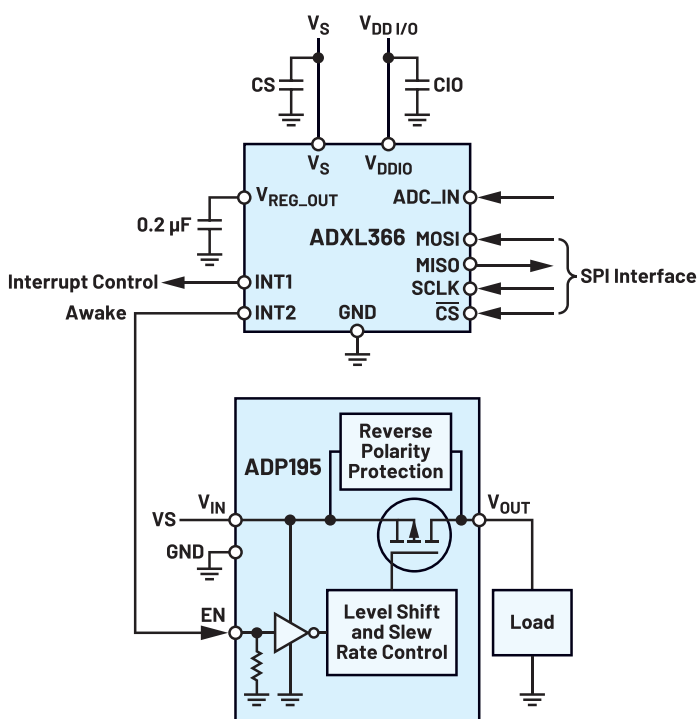 VS VDD I/O
CS CIO
VS VDDIO
VREG_OUT ADC_IN
0.2 µF
ADXL366 MOSI
MISO
Interrupt Control INT1 SPI Interface
SCLK
Awake INT2 GND CS
Reverse
Polarity
Protection
ADP195
VIN VOUT
VS
GND
EN
Level Shift
and Slew
Rate Control
Load